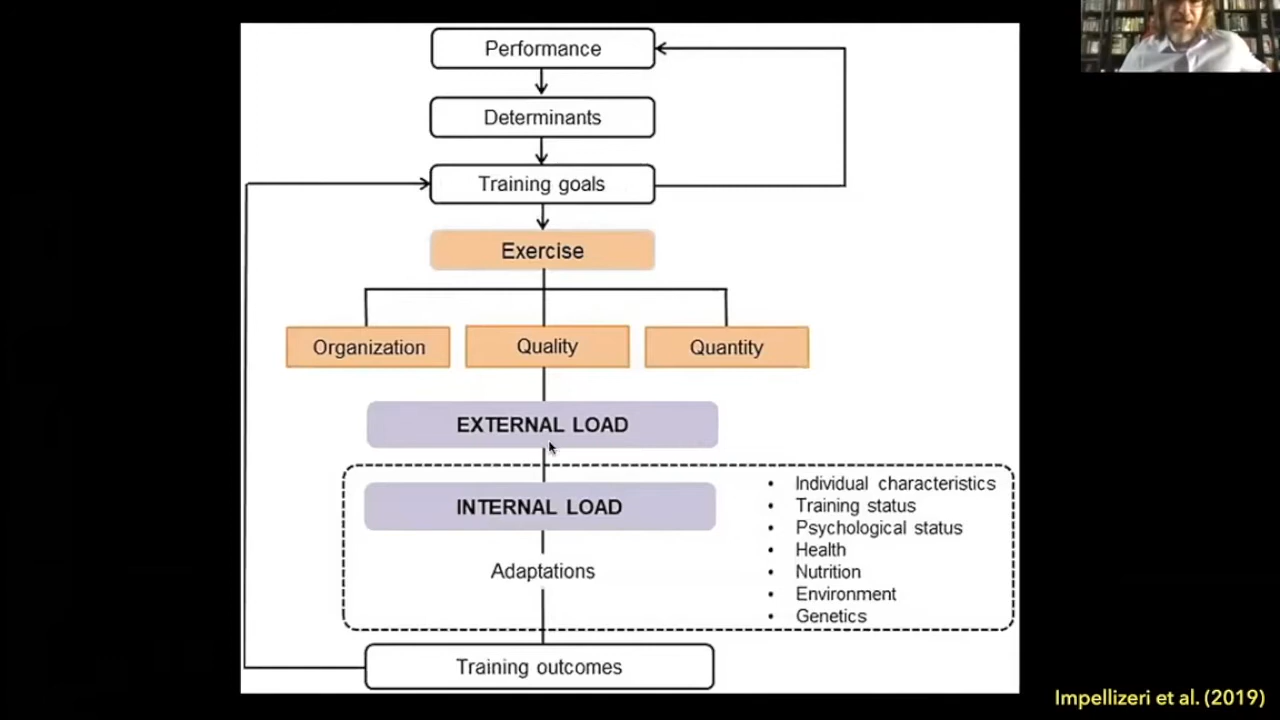 Performance
Determinants
Training goals
Exercise
Organization
Quality
Quantity
EXTERNAL LOAD
INTERNAL LOAD
Adaptations
• Individual characteristics
• Training status
• Psychological status
• Health
• Nutrition
• Environment
• Genetics
Training outcomes
Impellizeri et al. (2019)